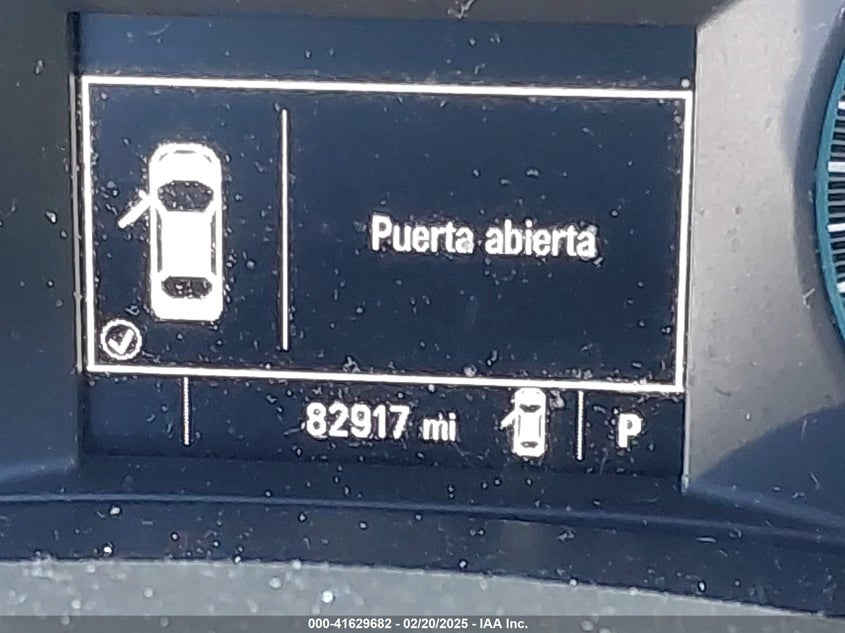 Puerta abierta
82917 mi
P
000-41629682 - 02/20/2025 - IAA Inc.